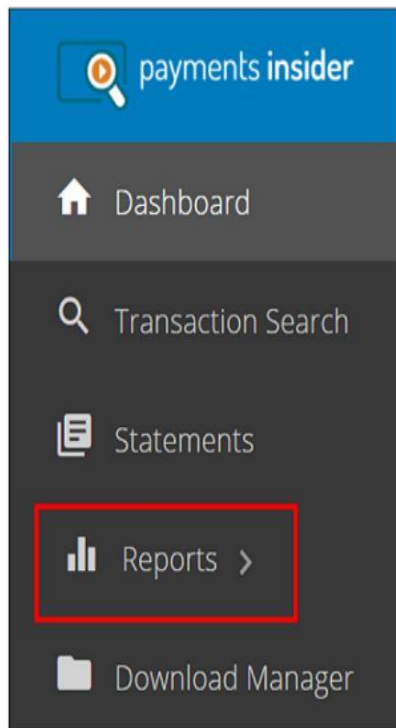 payments insider
Dashboard
Transaction Search
Statements
Reports >
Download Manager